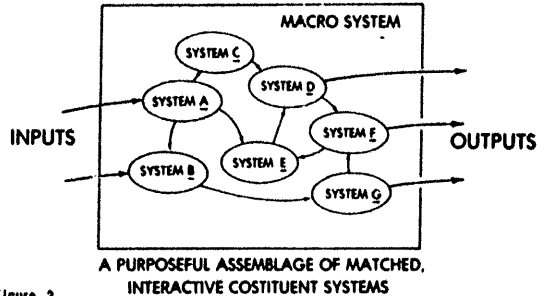 MACRO SYSTEM
SYSTEM C
SYSTEM D
SYSTEM A
SYSTEM F
INPUTS
OUTPUTS
SYSTEM E
SYSTEM B
SYSTEM G
A PURPOSEFUL ASSEMBLAGE OF MATCHED,
INTERACTIVE COSTITUENT SYSTEMS